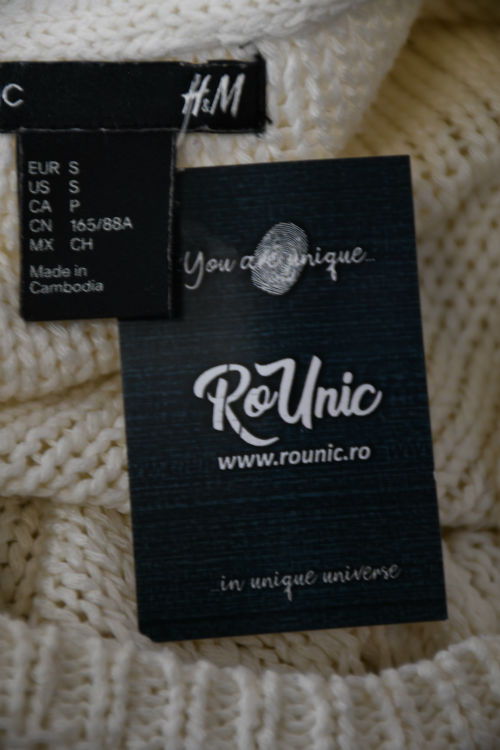 C H&M
EUR S
US S
CA P
CN 165/88A
MX CH
Made in
Cambodia
You are unique...
RoUnic
www.rounic.ro
...in unique universe